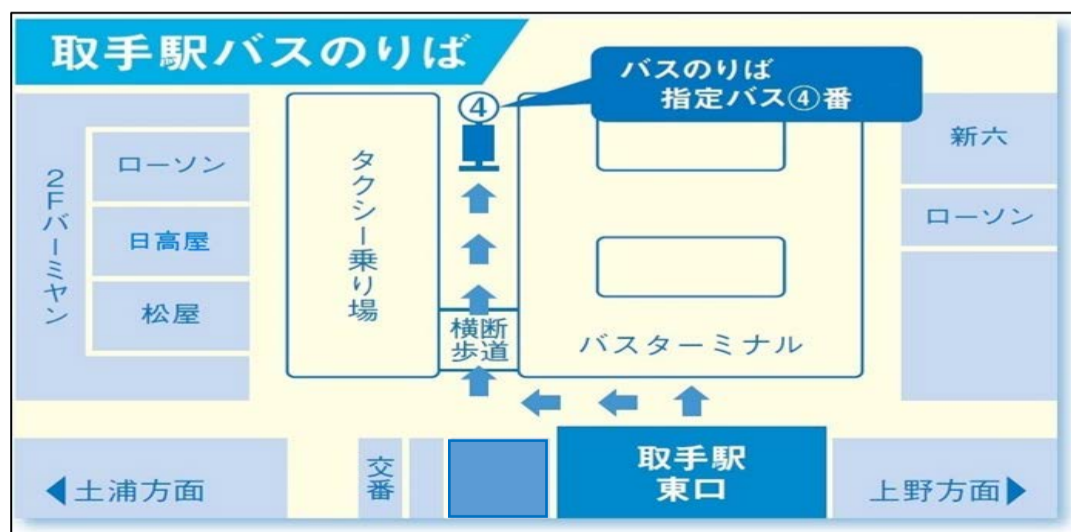 取手駅バスのりば
バスのりば
指定バス④番
④
2Fバーミヤン
ローソン
日高屋
松屋
タクシー乗り場
横断
歩道
バスターミナル
新六
ローソン
◀土浦方面
交番
取手駅
東口
上野方面▶